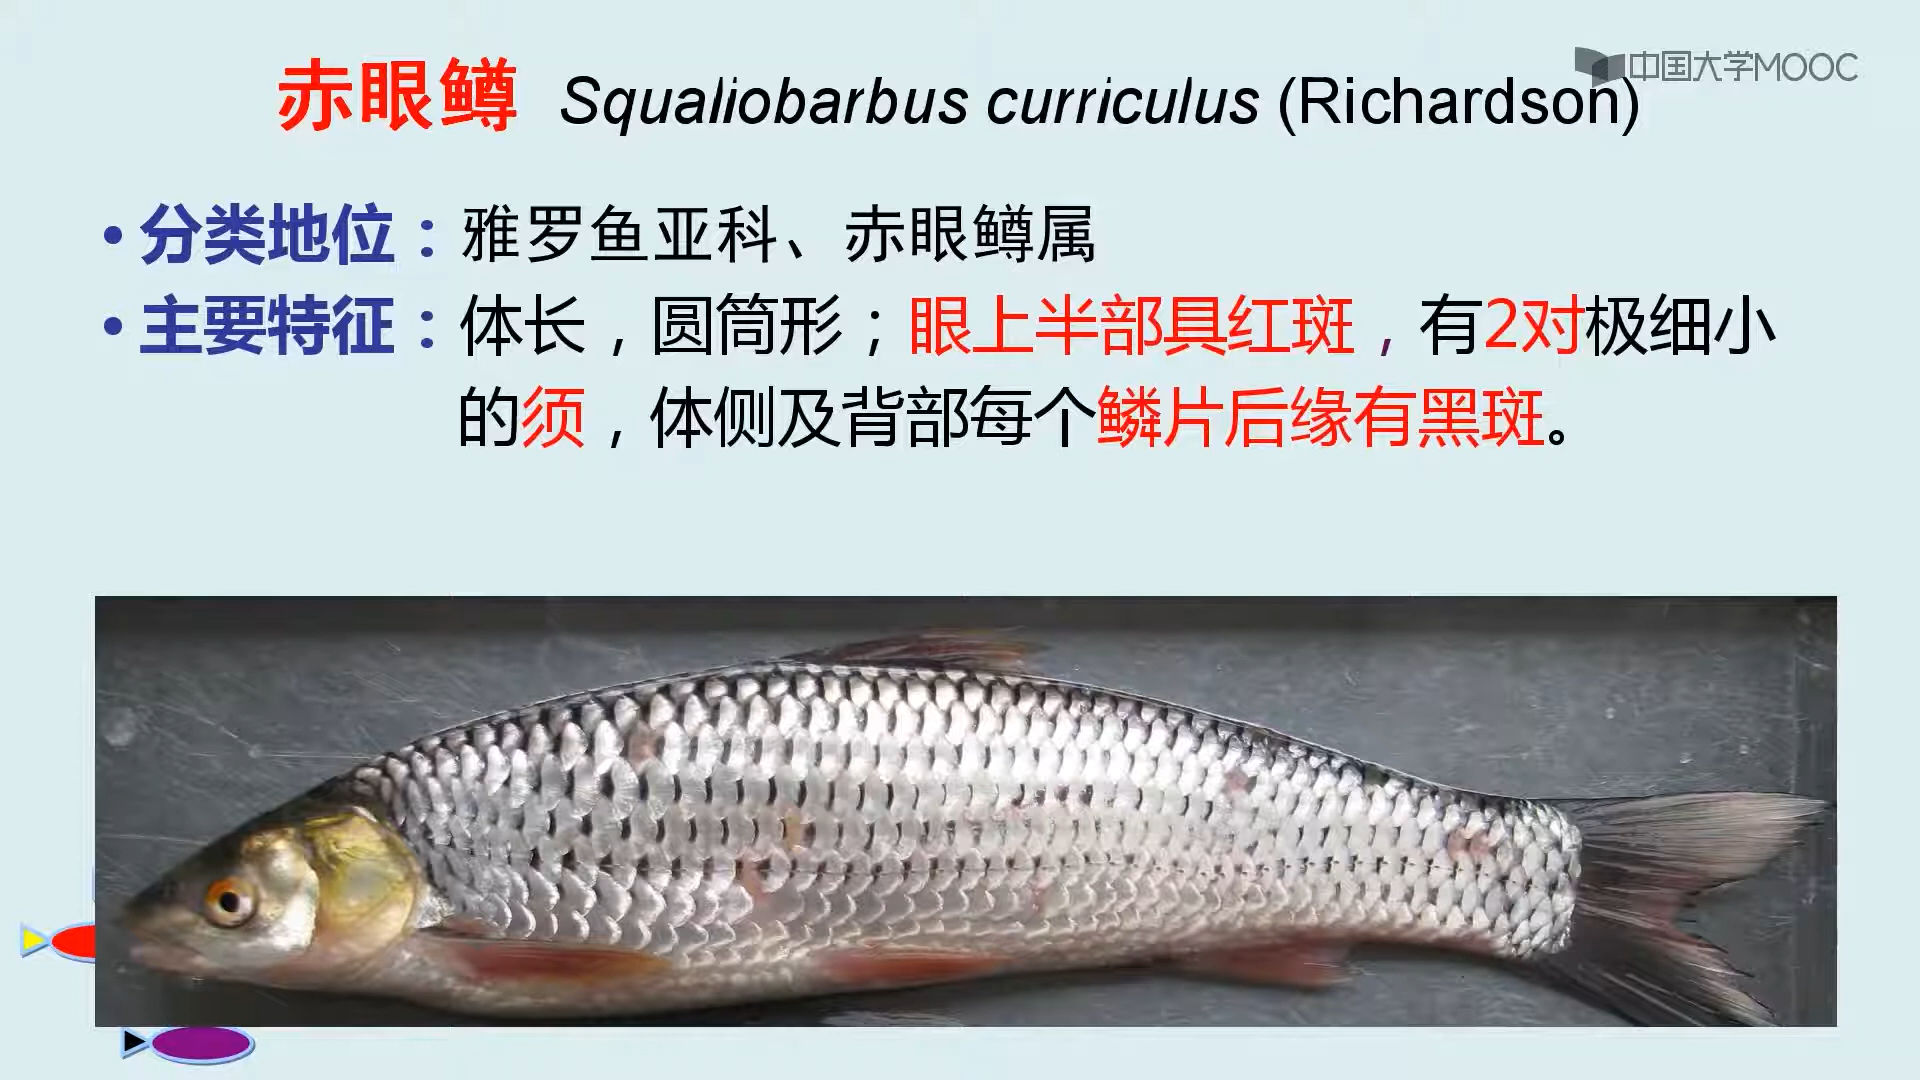 中国大学MOOC
赤眼鳟 Squaliobarbus curriculus (Richardson)
•分类地位：雅罗鱼亚科、赤眼鳟属
•主要特征：体长，圆筒形；眼上半部具红斑，有2对极细小
的须，体侧及背部每个鳞片后缘有黑斑。